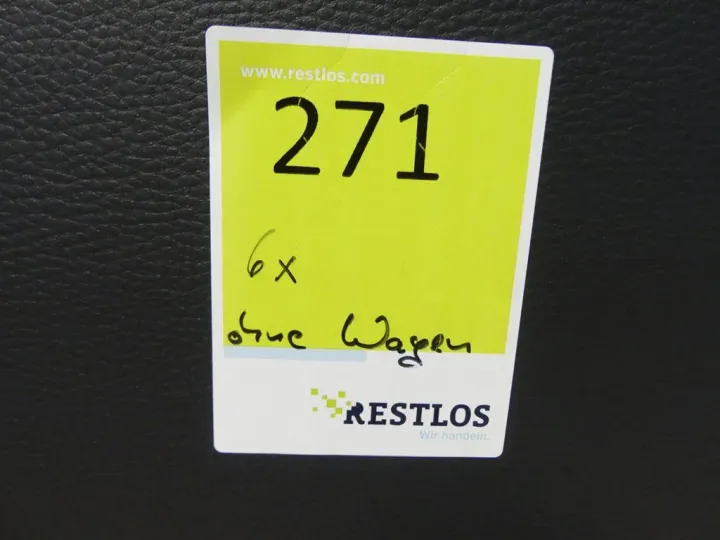 www.restlos.com
271
6x
ohne Wagen
RESTLOS
Wir handeln.